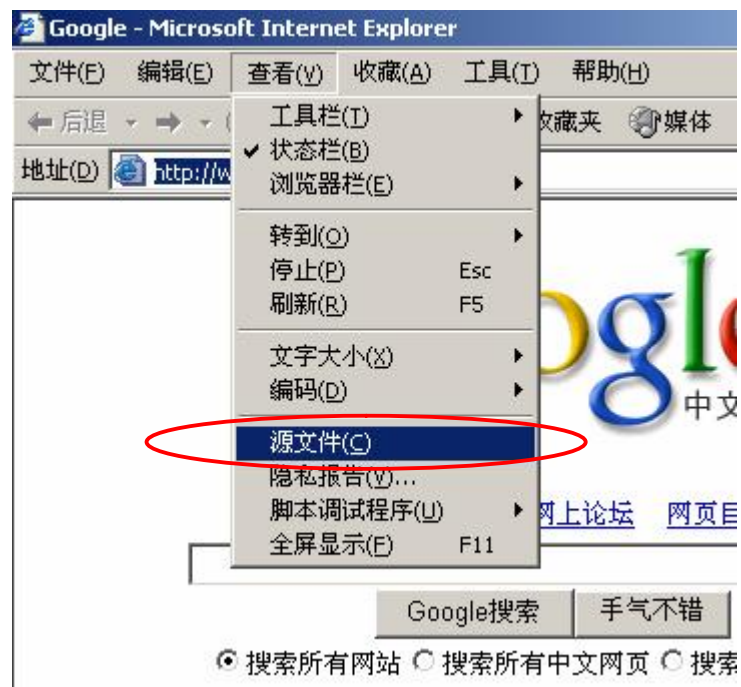 Google - Microsoft Internet Explorer
文件(F) 编辑(E) 查看(V) 收藏(A) 工具(T) 帮助(H)
后退 藏夹 媒体
地址(D) http://w
工具栏(T)
状态栏(B)
浏览器栏(E)
转到(O)
停止(P) Esc
刷新(R) F5
文字大小(X)
编码(D)
源文件(C)
隐私报告(V)...
脚本调试程序(U)
全屏显示(F) F11
ogle
中文
网上论坛 网页目
Google搜索 手气不错
搜索所有网站 搜索所有中文网页 搜索